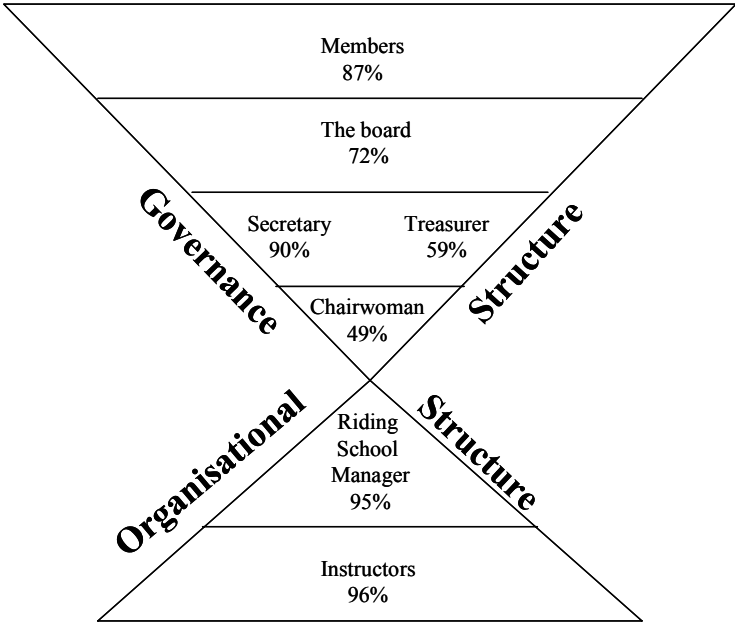 Members
87%
The board
72%
Secretary
90%
Treasurer
59%
Governance
Structure
Chairwoman
49%
Organisational
Structure
Riding
School
Manager
95%
Instructors
96%